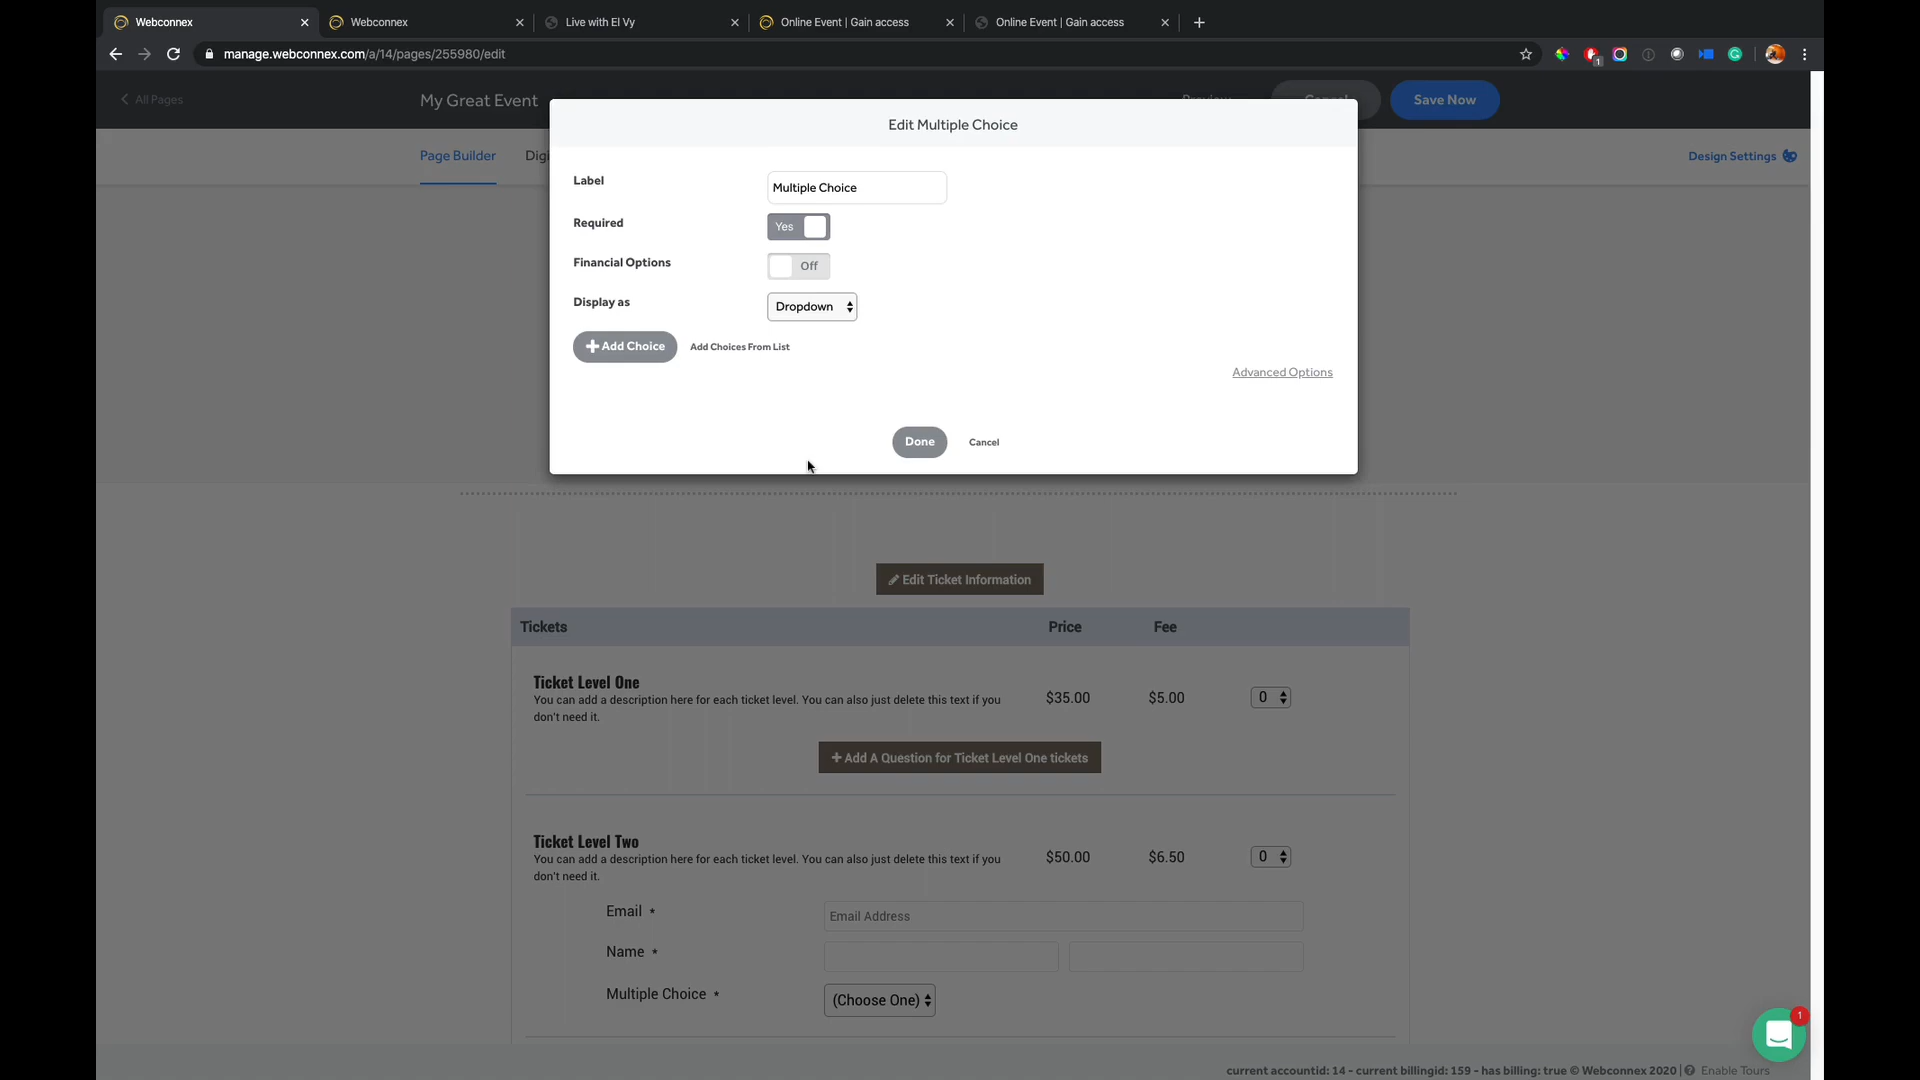 Webconnex
Webconnex
Live with El Vy
Online Event | Gain access
Online Event | Gain access
manage.webconnex.com/a/14/pages/255980/edit
1
All Pages
My Great Event
Preview
Cancel
Save Now
Page Builder
Digi
Design Settings
Edit Multiple Choice
Label
Multiple Choice
Required
Yes
Financial Options
Off
Display as
Dropdown
Add Choice
Add Choices From List
Advanced Options
Done
Cancel
Edit Ticket Information
Tickets Price Fee
Ticket Level One
You can add a description here for each ticket level. You can also just delete this text if you
don't need it.
$35.00 $5.00 0
Add A Question for Ticket Level One tickets
Ticket Level Two
You can add a description here for each ticket level. You can also just delete this text if you
don't need it.
$50.00 $6.50 0
Email *
Email Address
Name *
Multiple Choice *
(Choose One)
1
current accountid: 14 - current billingid: 159 - has billing: true © Webconnex 2020 | Enable Tours